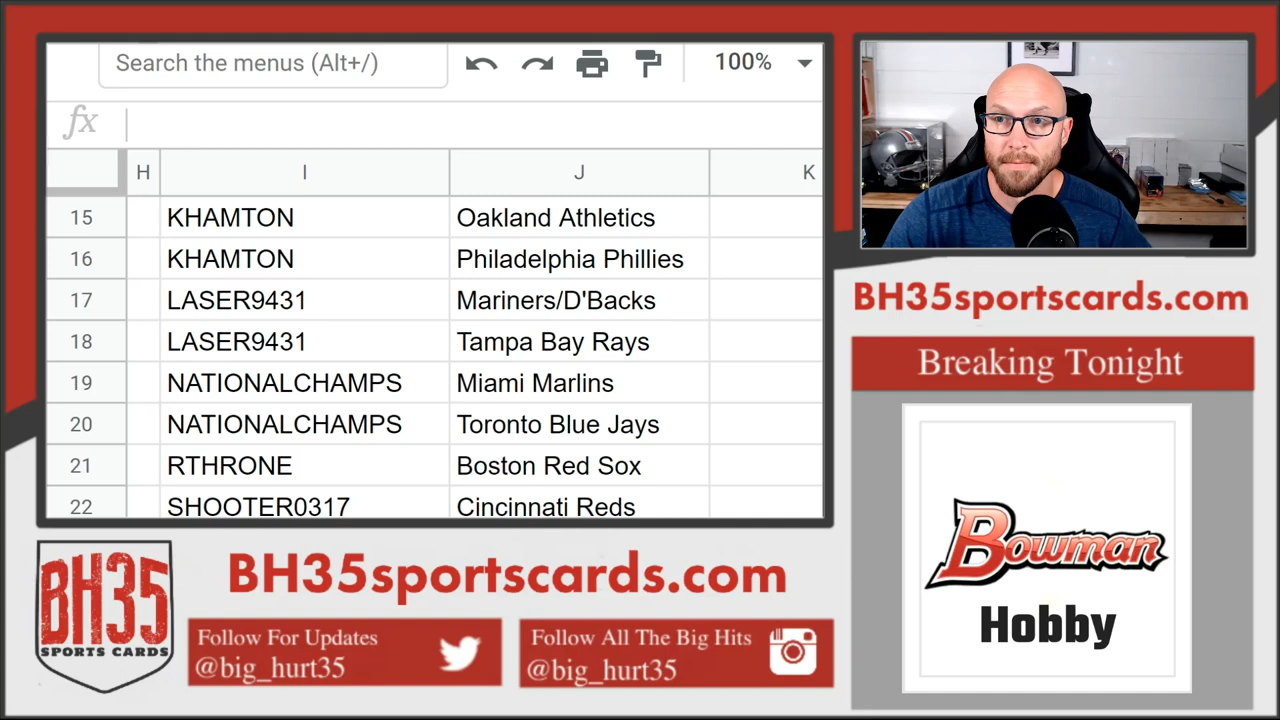 Search the menus (Alt+/)
100%
fx
H I J K
15 KHAMTON Oakland Athletics
16 KHAMTON Philadelphia Phillies
17 LASER9431 Mariners/D'Backs
18 LASER9431 Tampa Bay Rays
19 NATIONALCHAMPS Miami Marlins
20 NATIONALCHAMPS Toronto Blue Jays
21 RTHRONE Boston Red Sox
22 SHOOTER0317 Cincinnati Reds
BH35sportscards.com
Breaking Tonight
Bowman
Hobby
BH35
SPORTS CARDS
BH35sportscards.com
Follow For Updates
@big_hurt35
Follow All The Big Hits
@big_hurt35